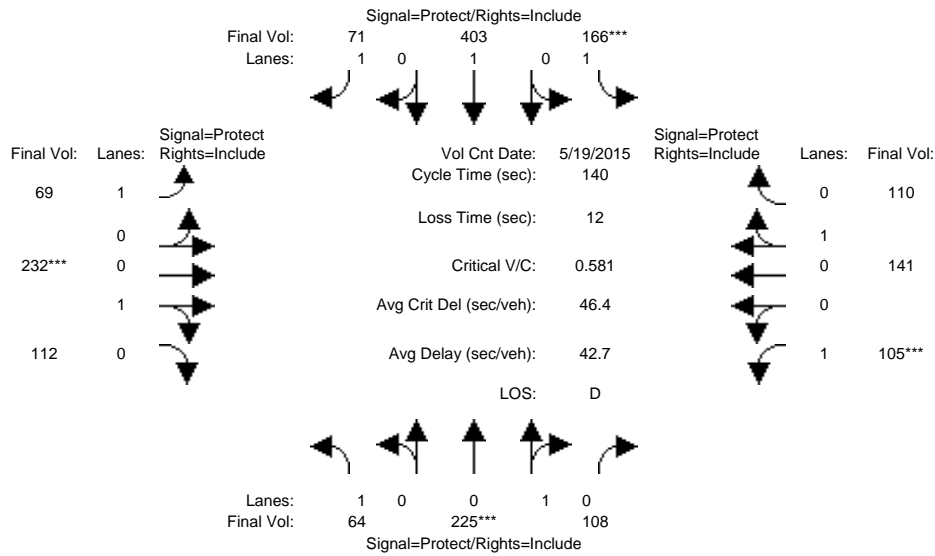 Signal=Protect/Rights=Include
Final Vol: 71 403 166***
Lanes: 1 0 1 0 1
Signal=Protect
Final Vol: Lanes: Rights=Include
Vol Cnt Date: 5/19/2015
Signal=Protect
Rights=Include Lanes: Final Vol:
Cycle Time (sec): 140
69 1
0 110
Loss Time (sec): 12
0
1
232*** 0
Critical V/C: 0.581
0 141
1
Avg Crit Del (sec/veh): 46.4
0
112 0
Avg Delay (sec/veh): 42.7
1 105***
LOS: D
Lanes: 1 0 0 1 0
Final Vol: 64 225*** 108
Signal=Protect/Rights=Include